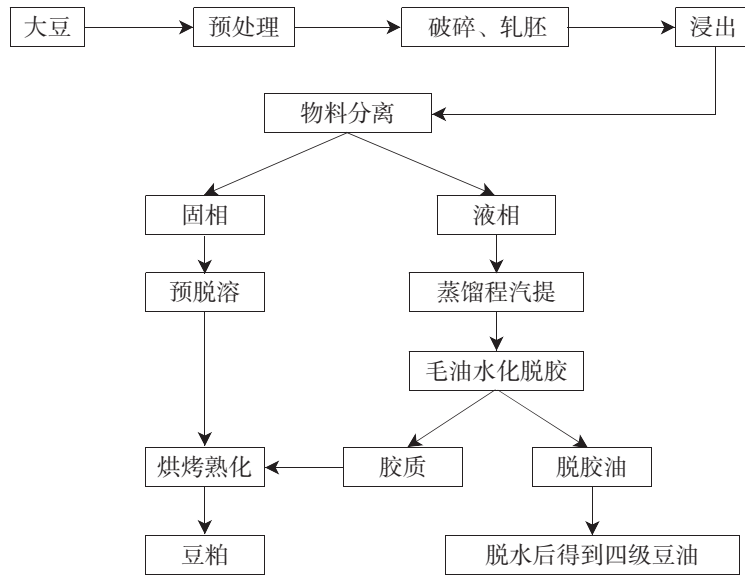 大豆
预处理
破碎、轧胚
浸出
物料分离
固相
液相
预脱溶
蒸馏程汽提
毛油水化脱胶
烘烤熟化
胶质
脱胶油
豆粕
脱水后得到四级豆油